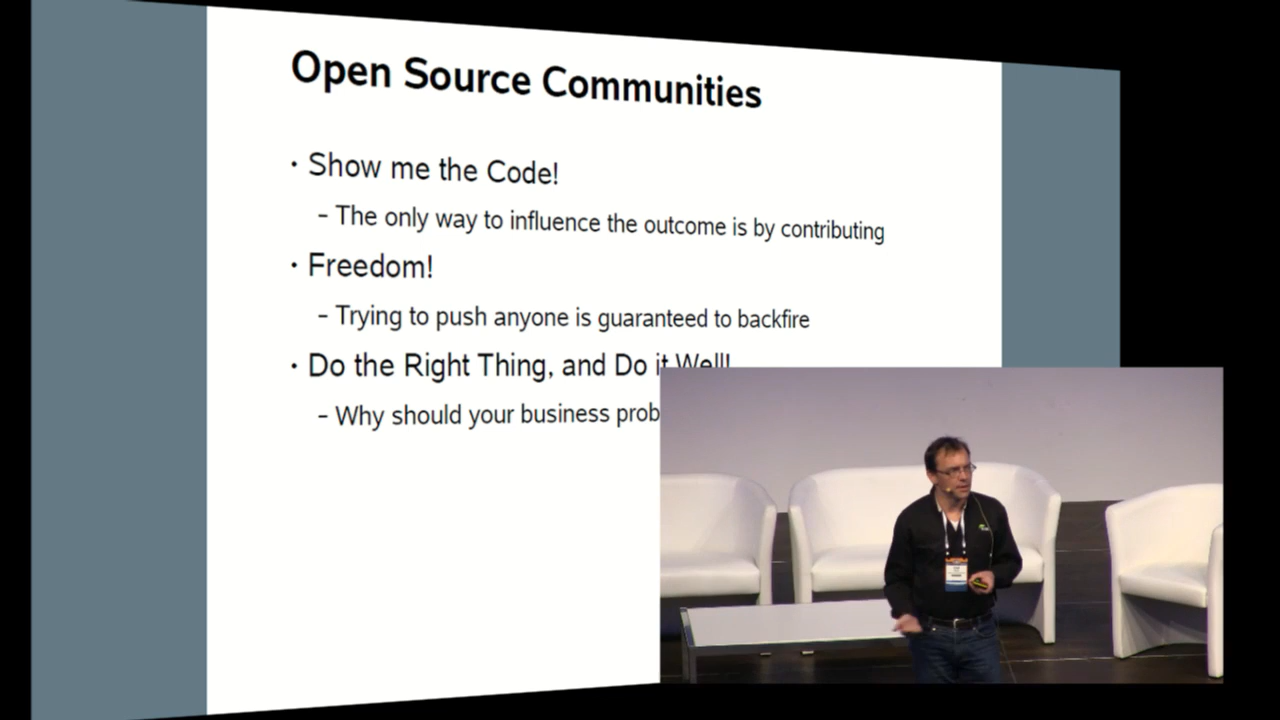 Open Source Communities
• Show me the Code!
– The only way to influence the outcome is by contributing
• Freedom!
– Trying to push anyone is guaranteed to backfire
• Do the Right Thing, and Do it Well!
– Why should your business